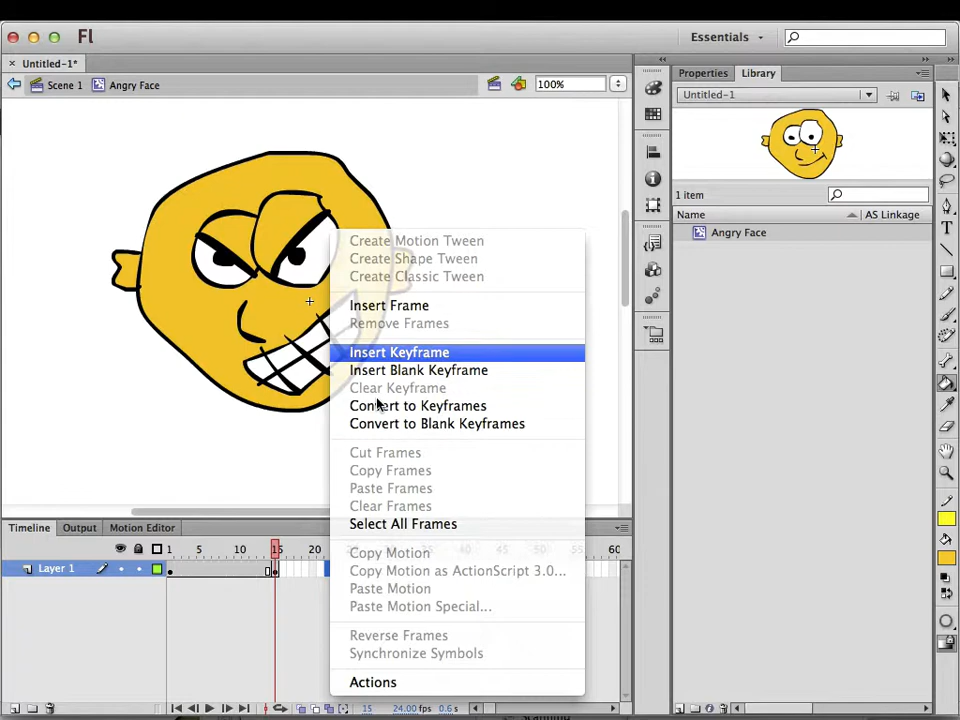 Fl
Essentials
Untitled-1*
Scene 1 Angry Face
100%
Properties Library
Untitled-1
1 item
Name AS Linkage
Angry Face
Create Motion Tween
Create Shape Tween
Create Classic Tween
Insert Frame
Remove Frames
Insert Keyframe
Insert Blank Keyframe
Clear Keyframe
Convert to Keyframes
Convert to Blank Keyframes
Cut Frames
Copy Frames
Paste Frames
Clear Frames
Select All Frames
Copy Motion
Copy Motion as ActionScript 3.0...
Paste Motion
Paste Motion Special...
Reverse Frames
Synchronize Symbols
Actions
Timeline Output Motion Editor
1 5 10 15 20 60
Layer 1
15 24.00 fps 0.6 s